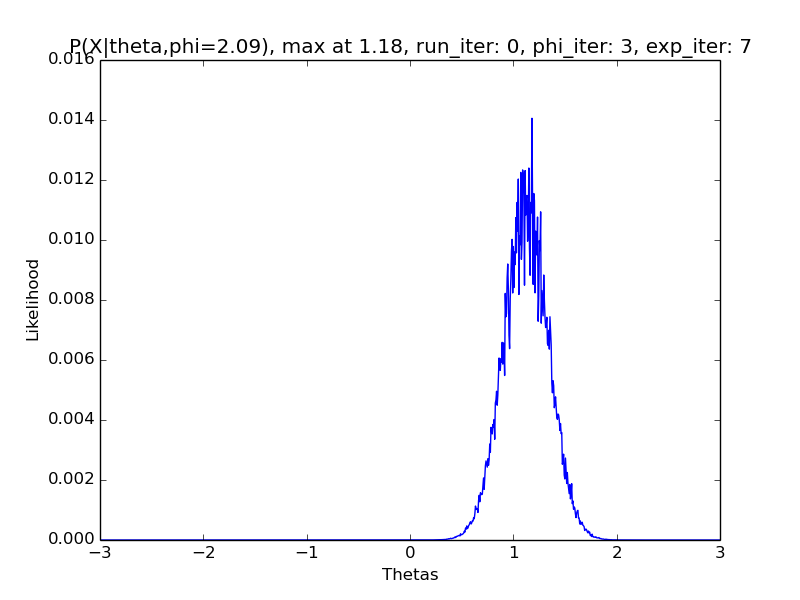 P(X|theta,phi=2.09), max at 1.18, run_iter: 0, phi_iter: 3, exp_iter: 7
0.016
0.014
0.012
0.010
0.008
0.006
0.004
0.002
0.000
Likelihood
−3 −2 −1 0 1 2 3
Thetas